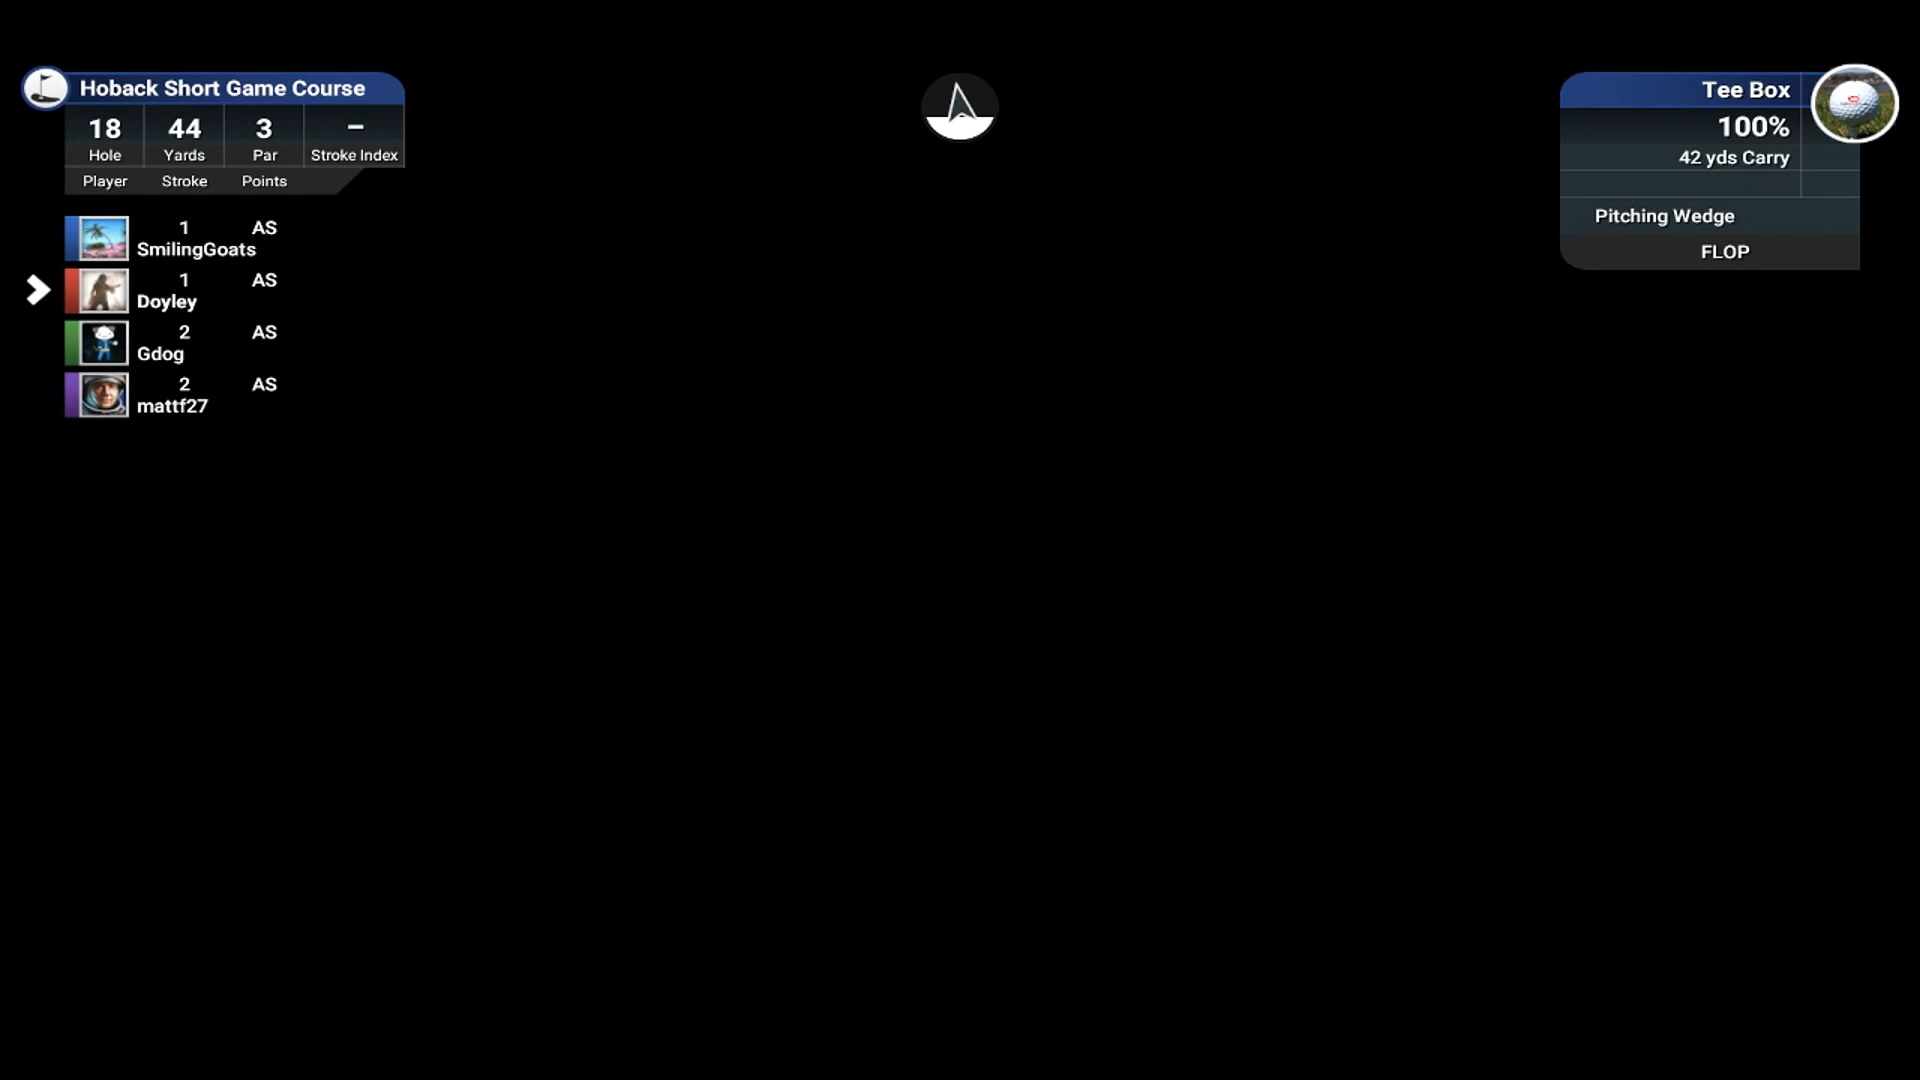 Hoback Short Game Course
18 44 3 –
Hole Yards Par Stroke Index
Player Stroke Points
1 AS
SmilingGoats
1 AS
Doyley
2 AS
Gdog
2 AS
mattf27
Tee Box
100%
42 yds Carry
Pitching Wedge
FLOP